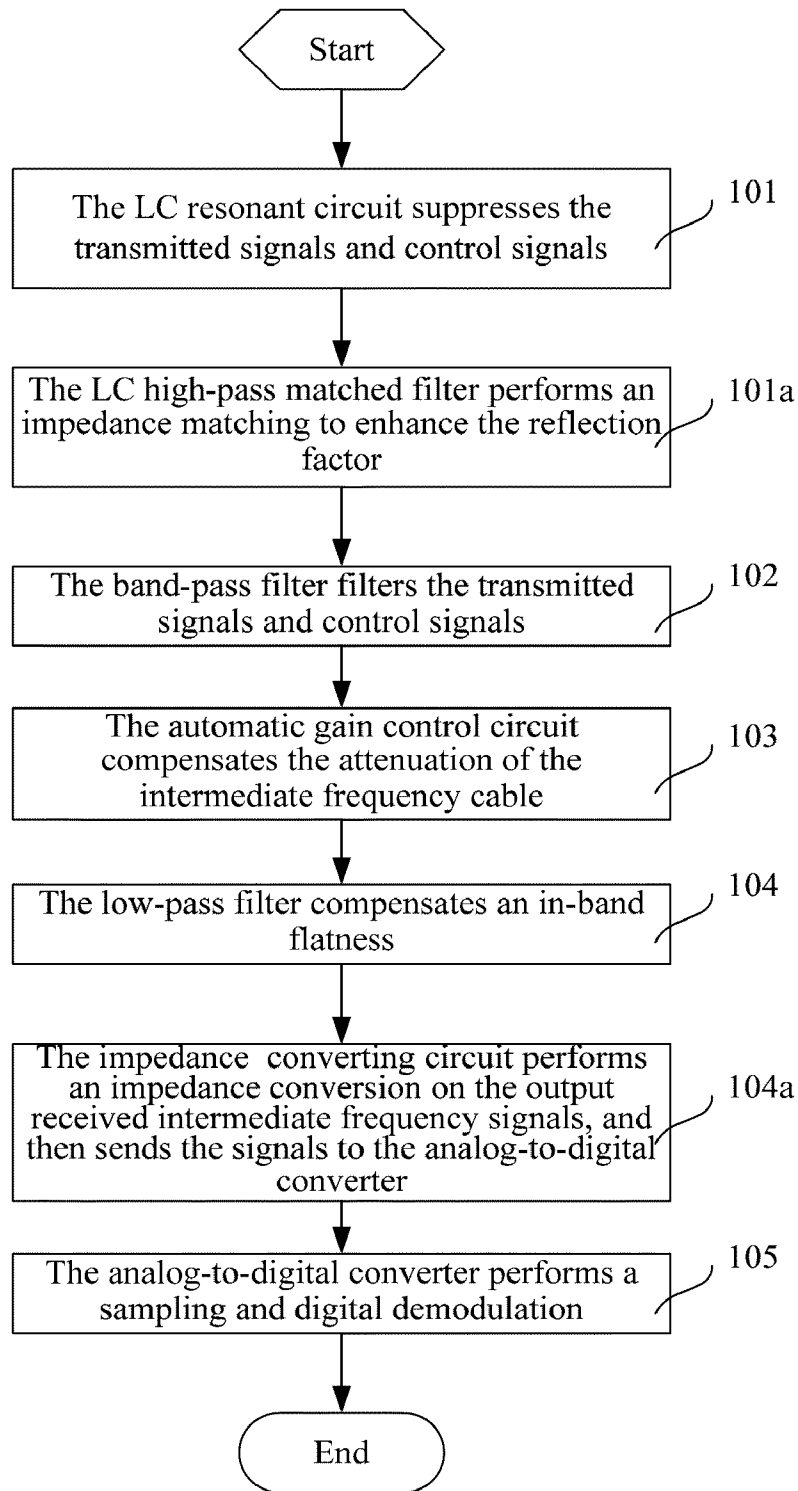 Start
The LC resonant circuit suppresses the
transmitted signals and control signals
101
The LC high-pass matched filter performs an
impedance matching to enhance the reflection
factor
101a
The band-pass filter filters the transmitted
signals and control signals
102
The automatic gain control circuit
compensates the attenuation of the
intermediate frequency cable
103
The low-pass filter compensates an in-band
flatness
104
The impedance converting circuit performs
an impedance conversion on the output
received intermediate frequency signals, and
then sends the signals to the analog-to-digital
converter
104a
The analog-to-digital converter performs a
sampling and digital demodulation
105
End